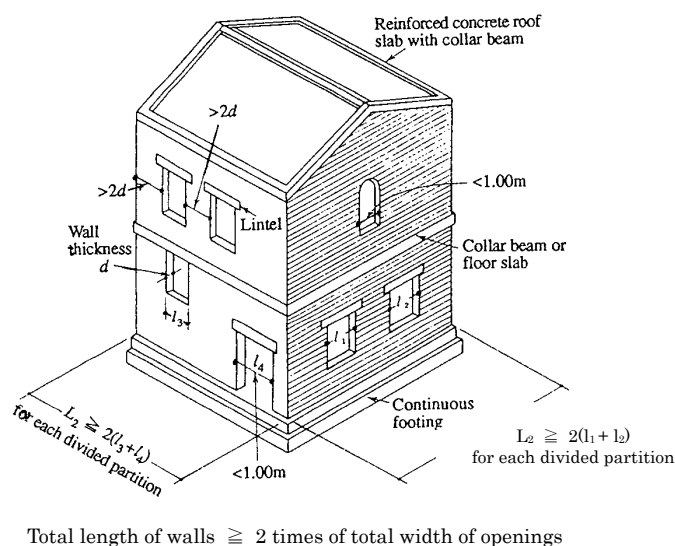 Reinforced concrete roof
slab with collar beam
>2d
<1.00m
>2d
Lintel
Wall
thickness
d
Collar beam or
floor slab
l₃
l₁
l₂
l₄
Continuous
footing
L₂ ≧ 2(l₃+l₄)
for each divided partition
<1.00m
L₂ ≧ 2(l₁+ l₂)
for each divided partition
Total length of walls ≧ 2 times of total width of openings